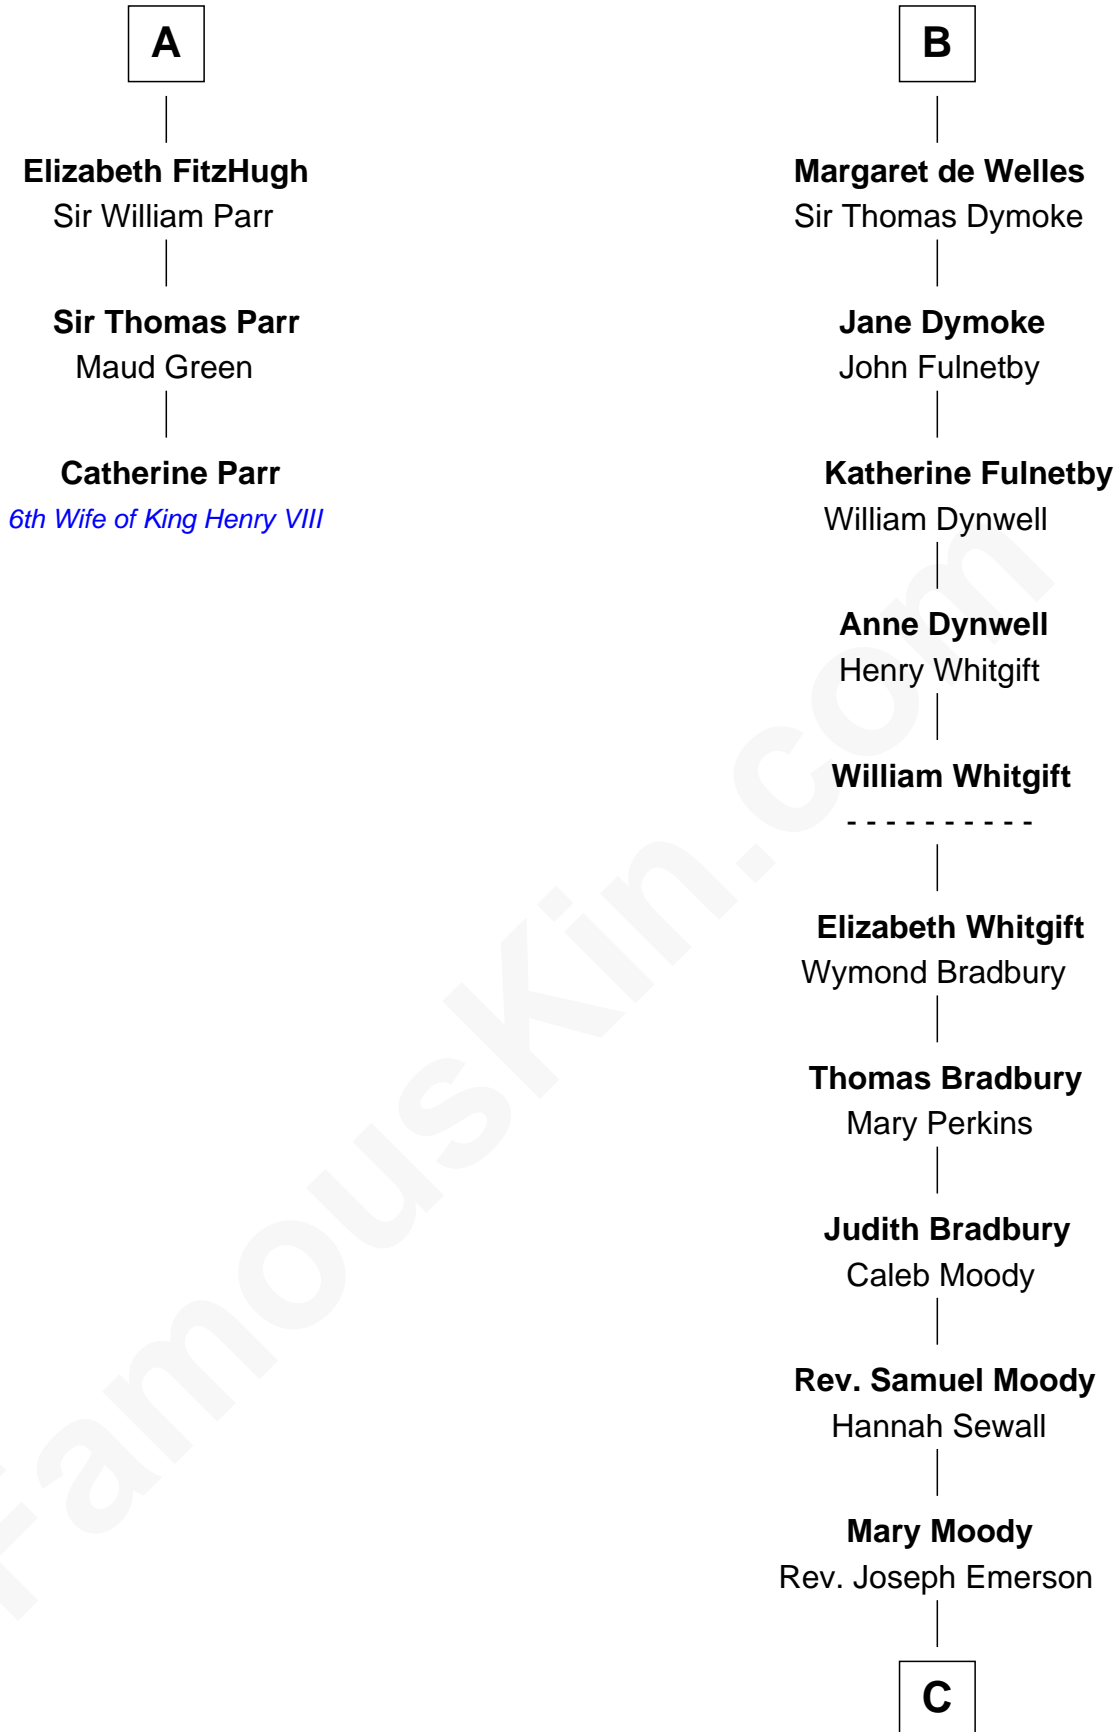 A
Elizabeth FitzHugh
Sir William Parr
Sir Thomas Parr
Maud Green
Catherine Parr
6th Wife of King Henry VIII
B
Margaret de Welles
Sir Thomas Dymoke
Jane Dymoke
John Fulnetby
Katherine Fulnetby
William Dynwell
Anne Dynwell
Henry Whitgift
William Whitgift
- - - - - - - - - -
Elizabeth Whitgift
Wymond Bradbury
Thomas Bradbury
Mary Perkins
Judith Bradbury
Caleb Moody
Rev. Samuel Moody
Hannah Sewall
Mary Moody
Rev. Joseph Emerson
C
FamousKin.com